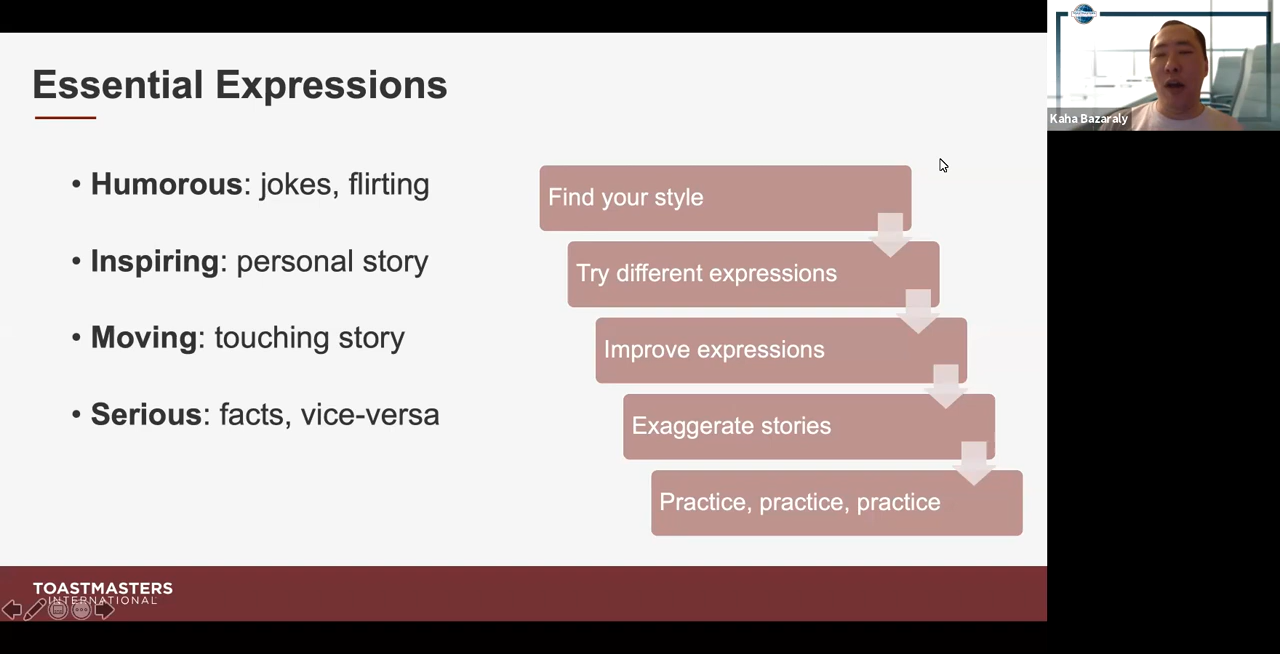 Essential Expressions
• Humorous: jokes, flirting
• Inspiring: personal story
• Moving: touching story
• Serious: facts, vice-versa
Find your style
Try different expressions
Improve expressions
Exaggerate stories
Practice, practice, practice
TOASTMASTERS
INTERNATIONAL
TOASTMASTERS
Kaha Bazaraly